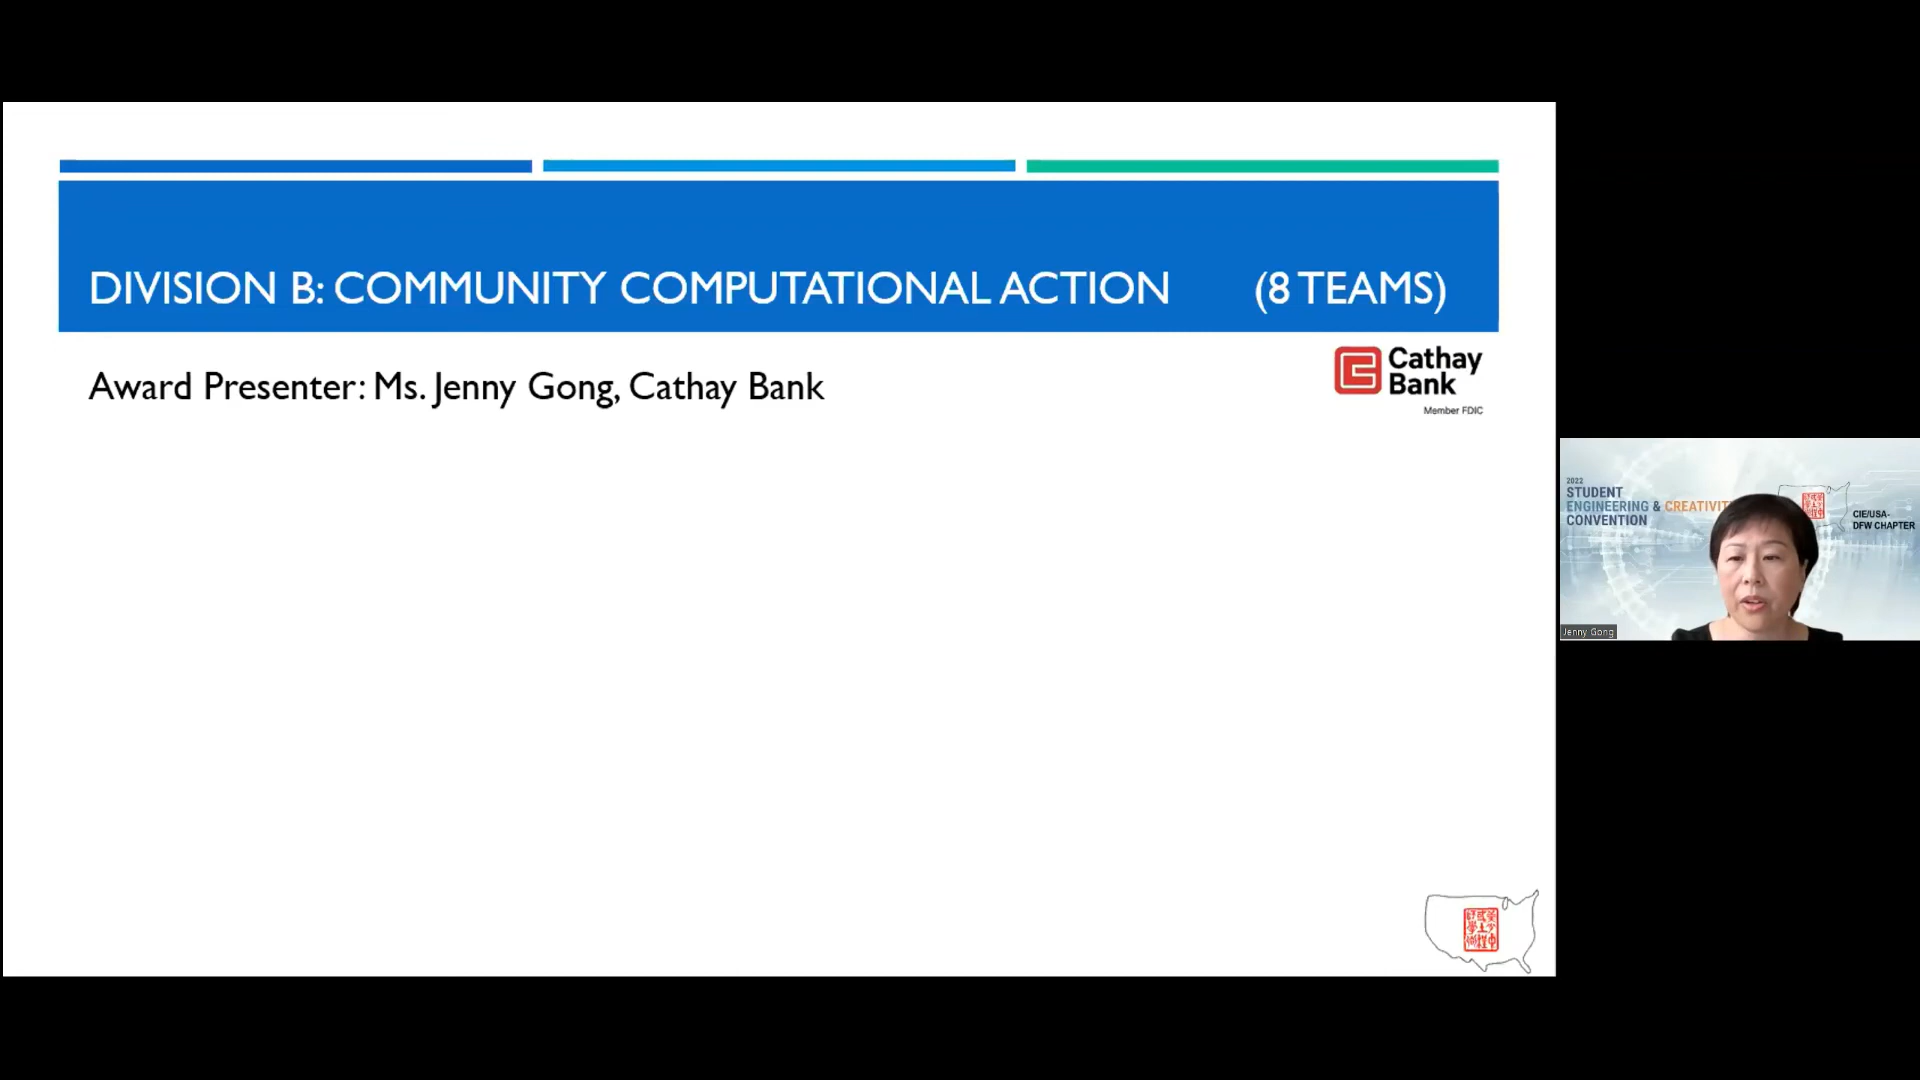 DIVISION B: COMMUNITY COMPUTATIONAL ACTION (8 TEAMS)
Award Presenter: Ms. Jenny Gong, Cathay Bank
Cathay
Bank
Member FDIC
2022
STUDENT
ENGINEERING & CREATIVIT
CONVENTION
CIE/USA-
DFW CHAPTER
Jenny Gong